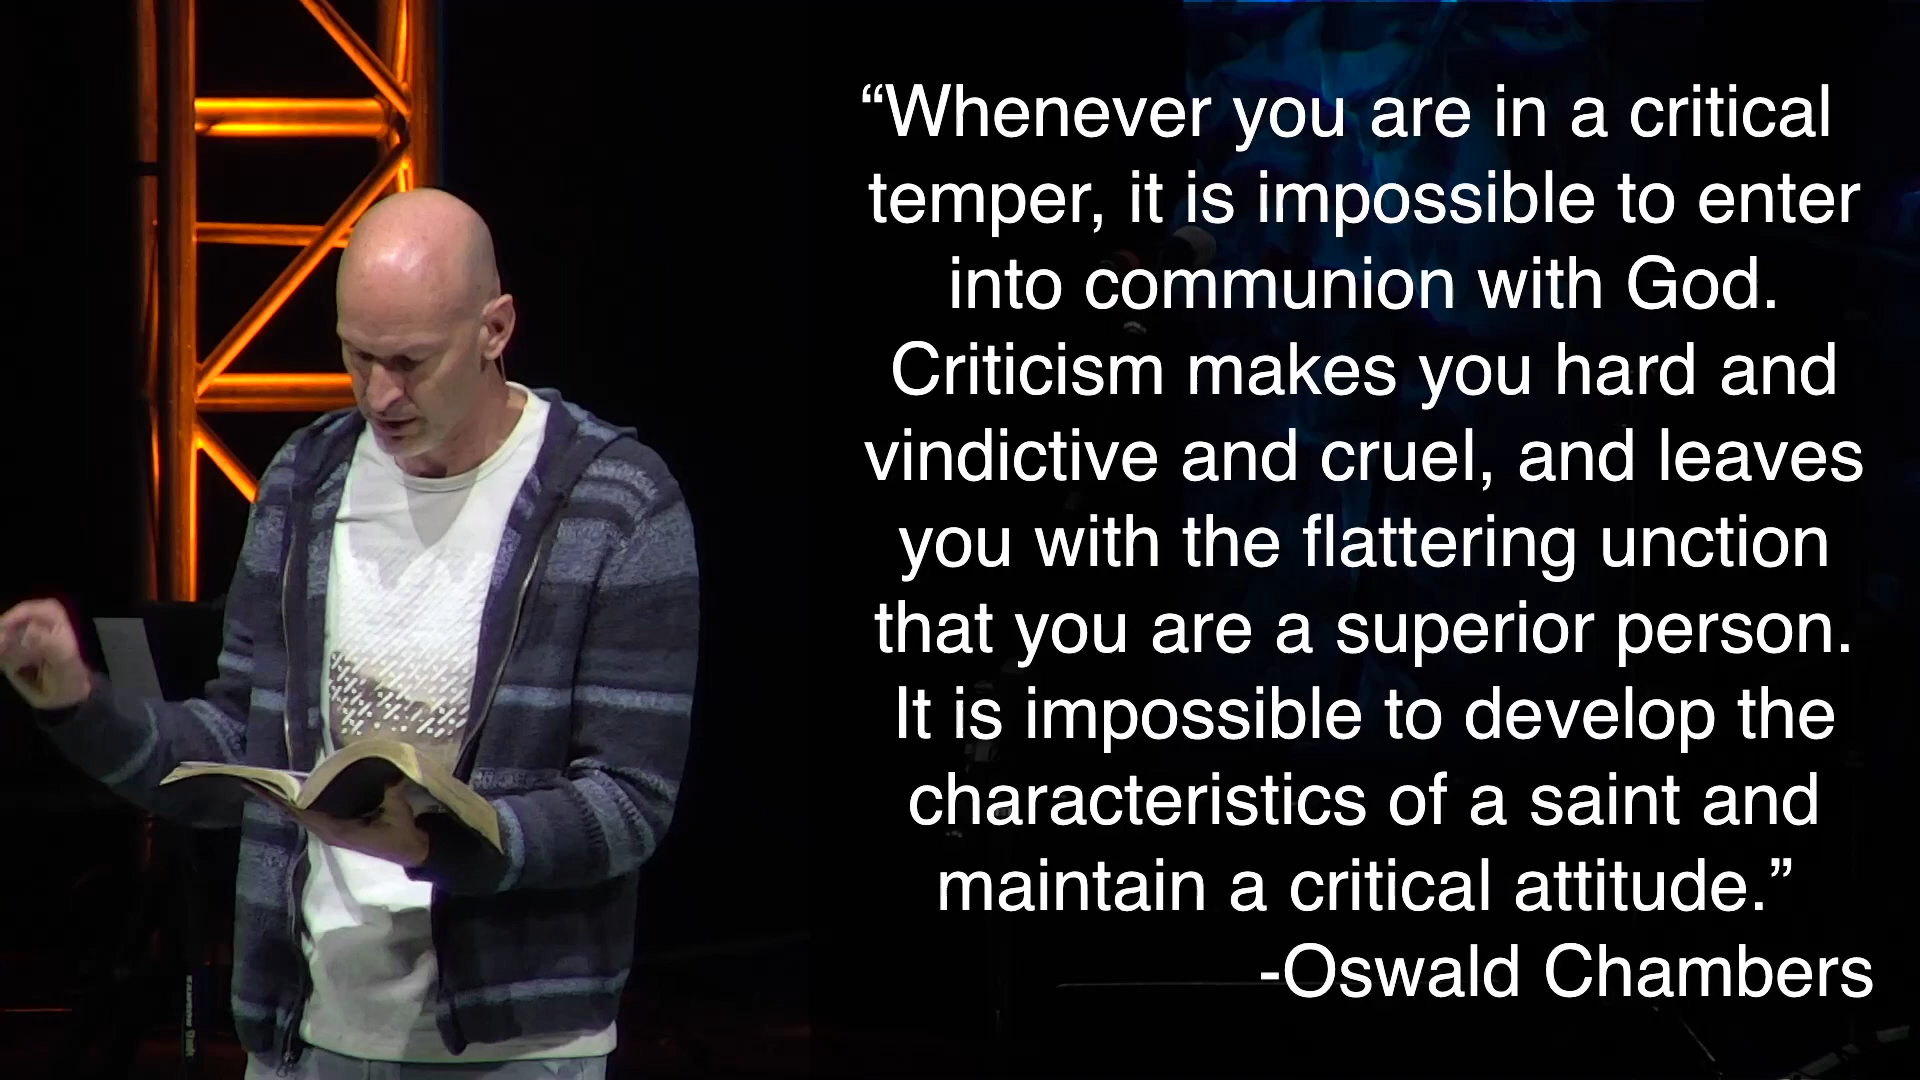 “Whenever you are in a critical
temper, it is impossible to enter
into communion with God.
Criticism makes you hard and
vindictive and cruel, and leaves
you with the flattering unction
that you are a superior person.
It is impossible to develop the
characteristics of a saint and
maintain a critical attitude.”
-Oswald Chambers